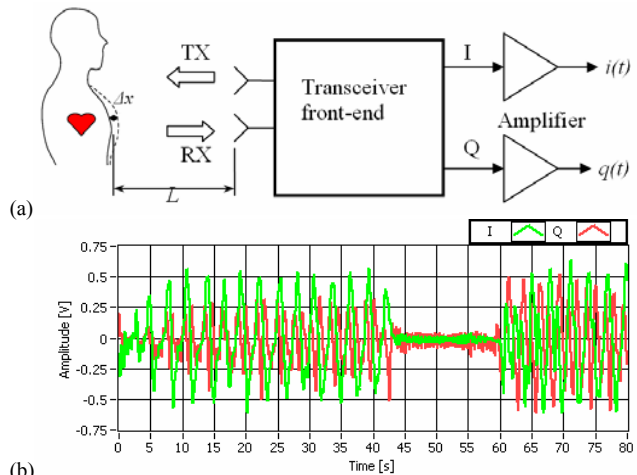 TX
Δx
RX
L
Transceiver
front-end
I
Q
Amplifier
i(t)
q(t)
(a)
I Q
Amplitude [V]
0.75
0.5
0.25
0
-0.25
-0.5
-0.75
0 5 10 15 20 25 30 35 40 45 50 55 60 65 70 75 80
Time [s]
(b)